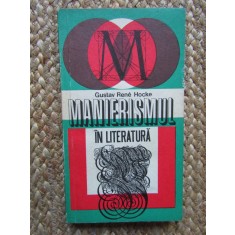 M
Gustav René Hocke
MANIERISMUL
ÎN LITERATURĂ